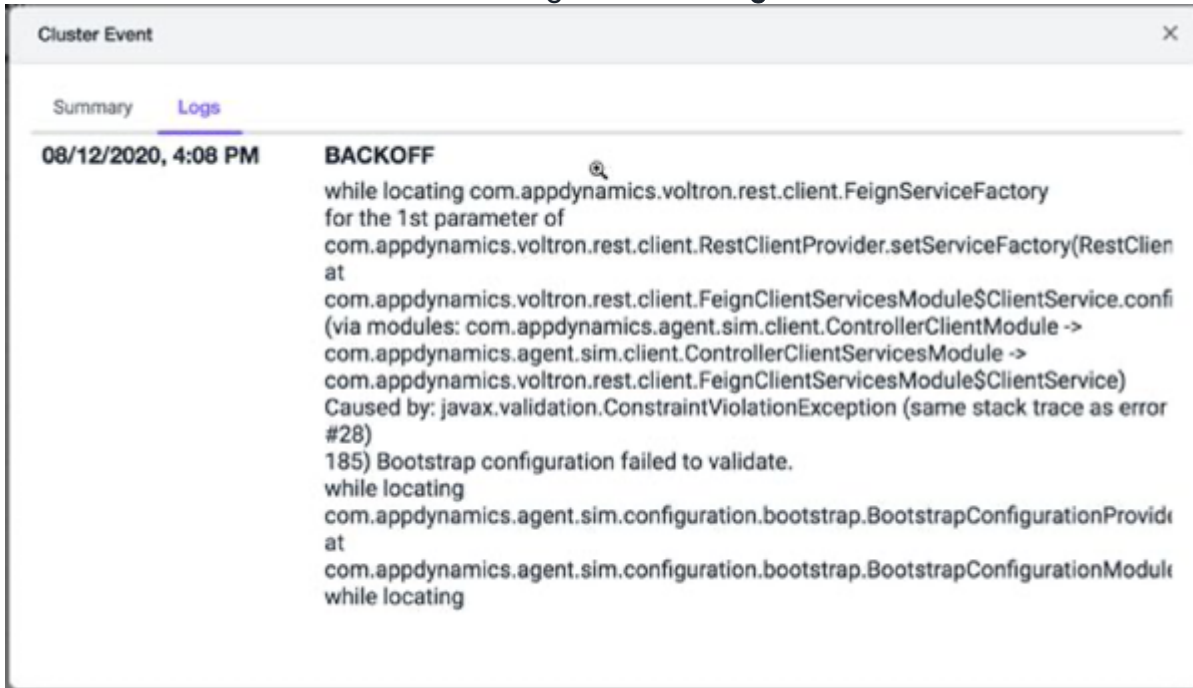 Cluster Event
Summary Logs
08/12/2020, 4:08 PM BACKOFF
while locating com.appdynamics.voltron.rest.client.FeignServiceFactory
for the 1st parameter of
com.appdynamics.voltron.rest.client.RestClientProvider.setServiceFactory(RestClien
at
com.appdynamics.voltron.rest.client.FeignClientServicesModule$ClientService.confi
(via modules: com.appdynamics.agent.sim.client.ControllerClientModule ->
com.appdynamics.agent.sim.client.ControllerClientServicesModule ->
com.appdynamics.voltron.rest.client.FeignClientServicesModule$ClientService)
Caused by: javax.validation.ConstraintViolationException (same stack trace as error
#28)
185) Bootstrap configuration failed to validate.
while locating
com.appdynamics.agent.sim.configuration.bootstrap.BootstrapConfigurationProvide
at
com.appdynamics.agent.sim.configuration.bootstrap.BootstrapConfigurationModule
while locating